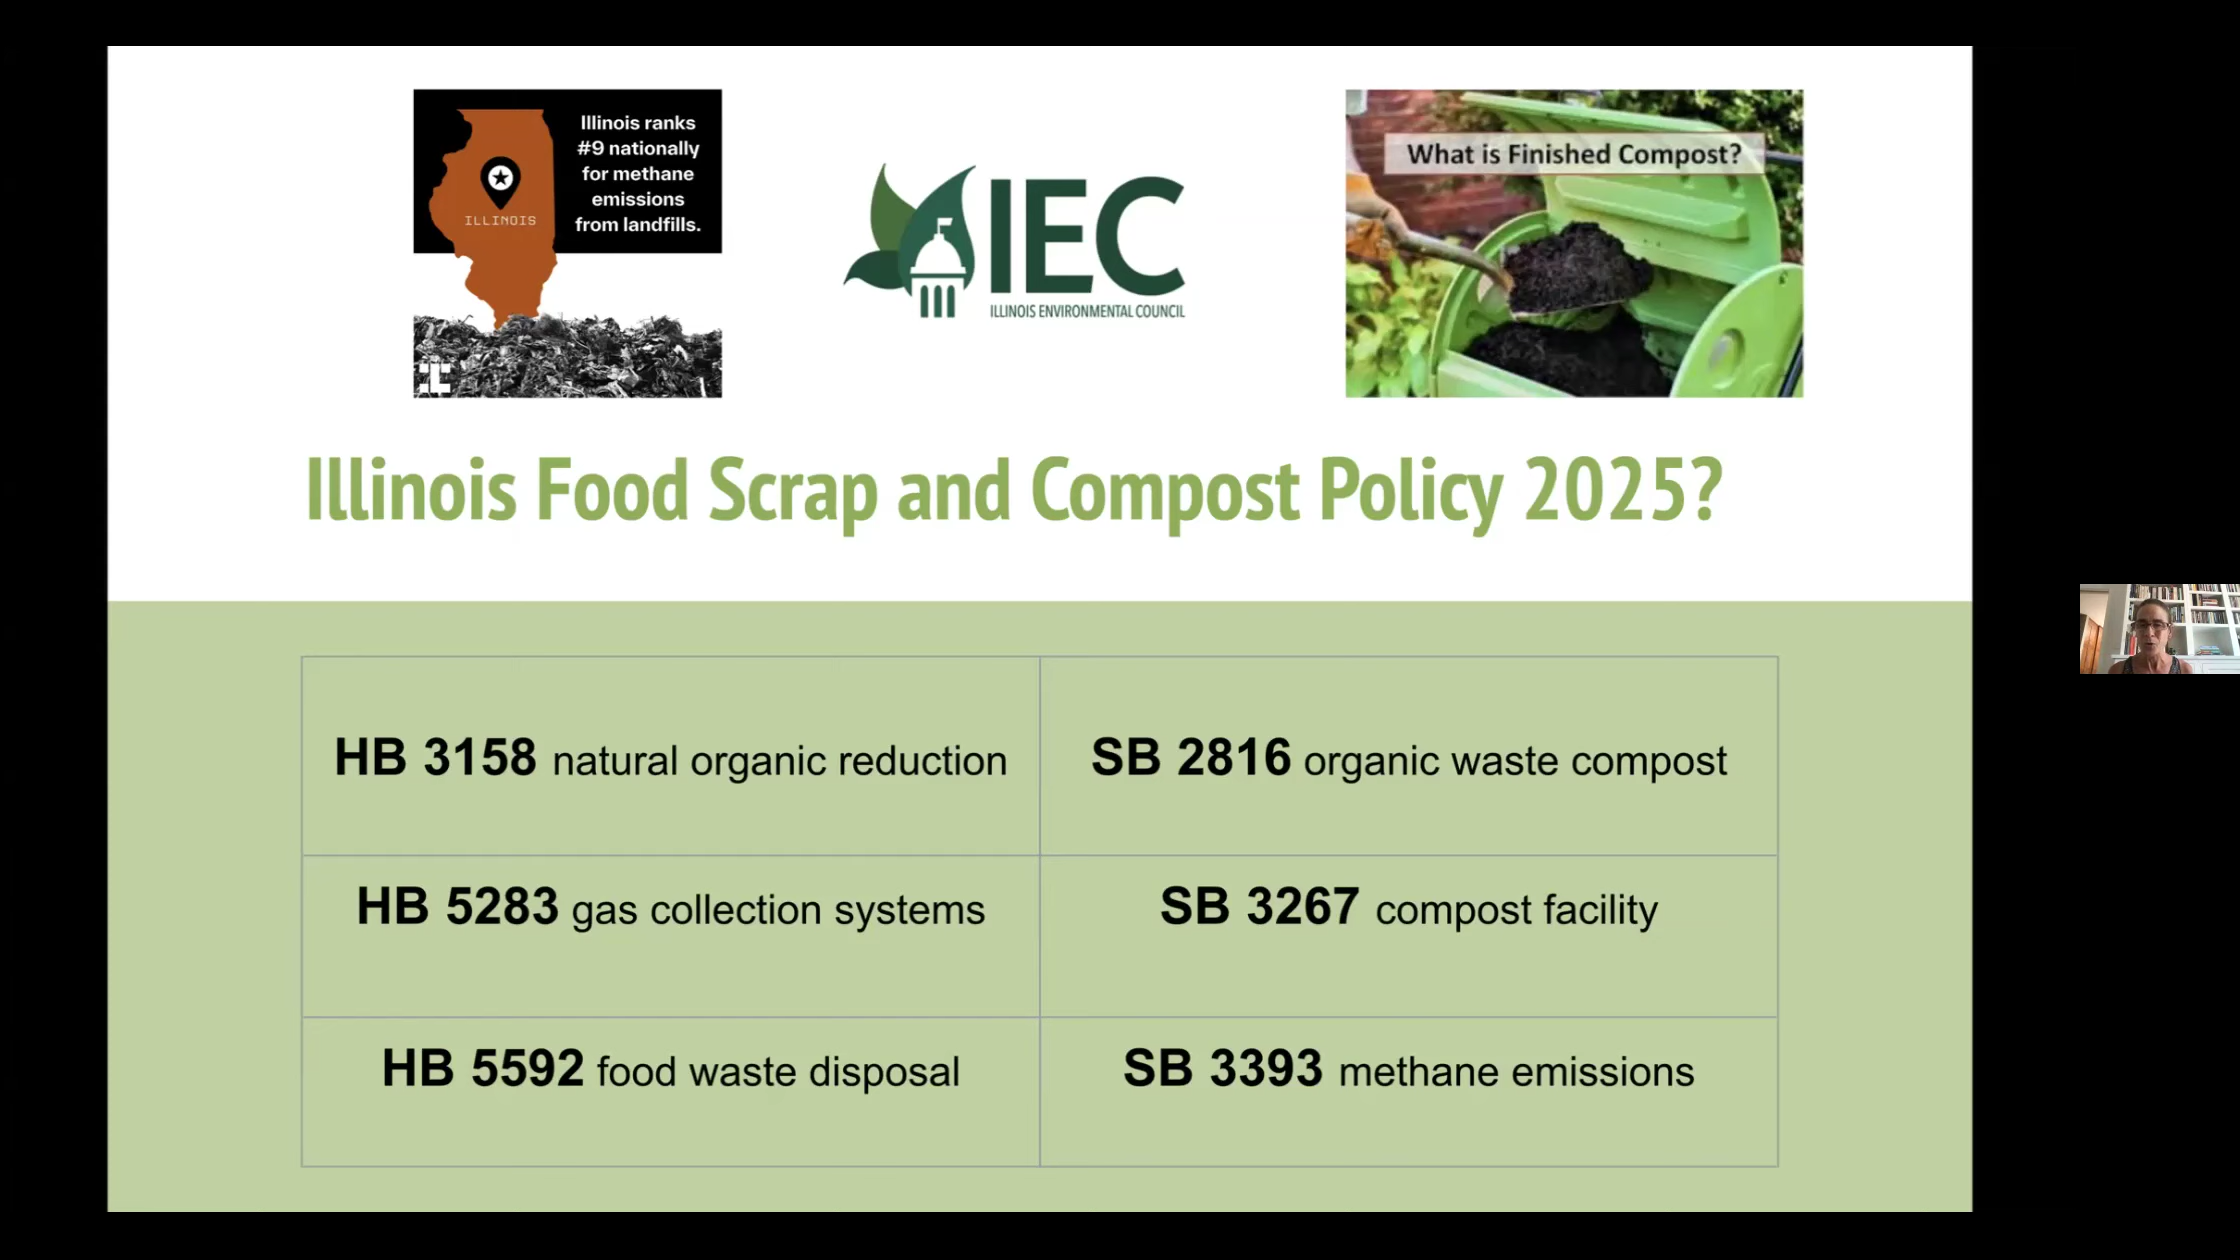 Illinois ranks
#9 nationally
for methane
emissions
from landfills.
ILLINOIS
IEC
ILLINOIS ENVIRONMENTAL COUNCIL
What is Finished Compost?
Illinois Food Scrap and Compost Policy 2025?
HB 3158 natural organic reduction
SB 2816 organic waste compost
HB 5283 gas collection systems
SB 3267 compost facility
HB 5592 food waste disposal
SB 3393 methane emissions